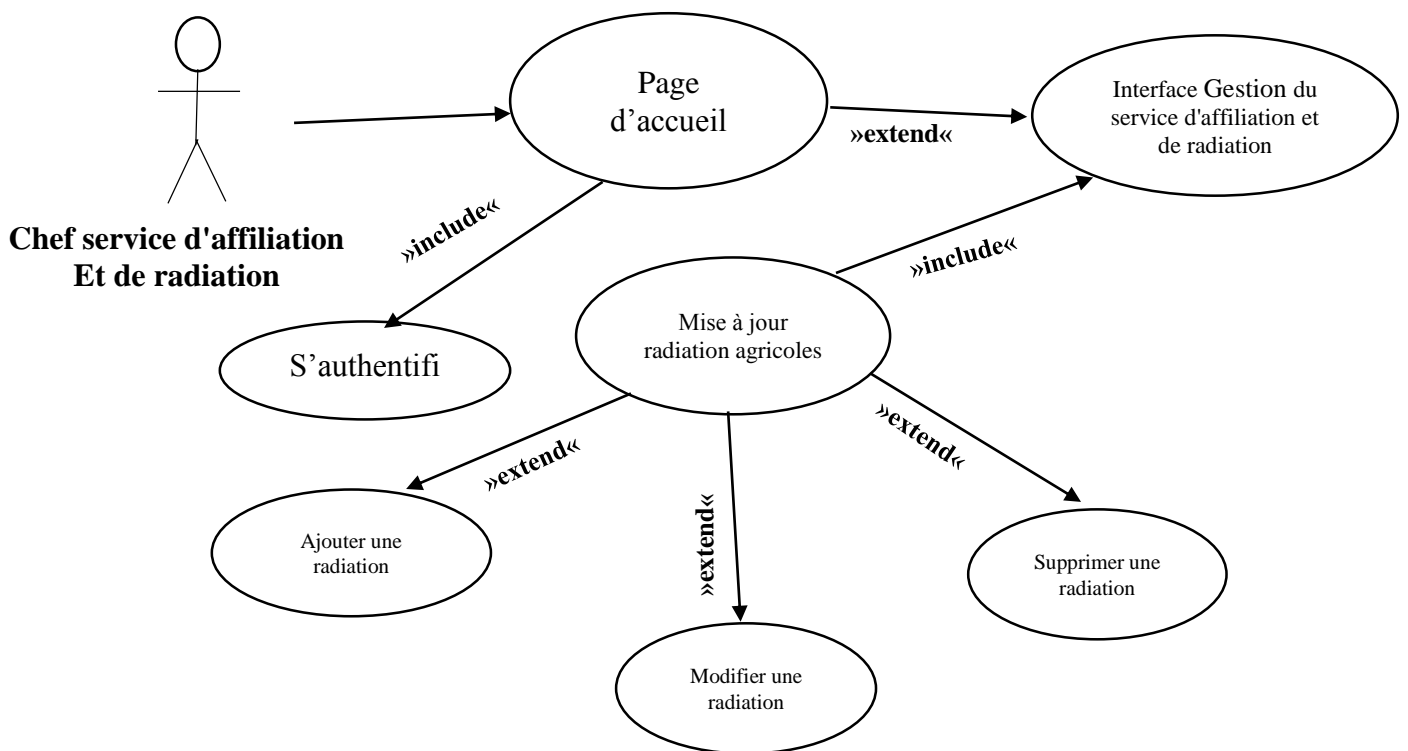 Page
d’accueil
Interface Gestion du
service d'affiliation et
de radiation
»extend«
Chef service d'affiliation
Et de radiation
»include«
»include«
S’authentifi
Mise à jour
radiation agricoles
»extend«
»extend«
»extend«
Ajouter une
radiation
Supprimer une
radiation
Modifier une
radiation